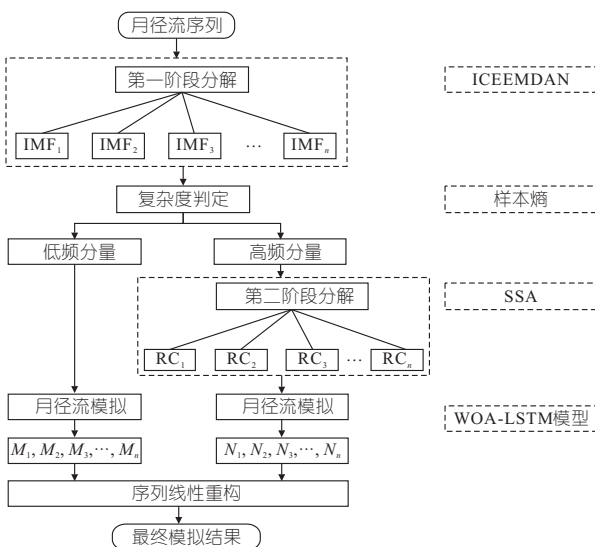 月径流序列
第一阶段分解
ICEEMDAN
IMF₁ IMF₂ IMF₃ ··· IMFₙ
复杂度判定
样本熵
低频分量
高频分量
第二阶段分解
SSA
RC₁ RC₂ RC₃ ··· RCₙ
月径流模拟
月径流模拟
WOA-LSTM模型
M₁, M₂, M₃,···, Mₙ
N₁, N₂, N₃,···, Nₙ
序列线性重构
最终模拟结果